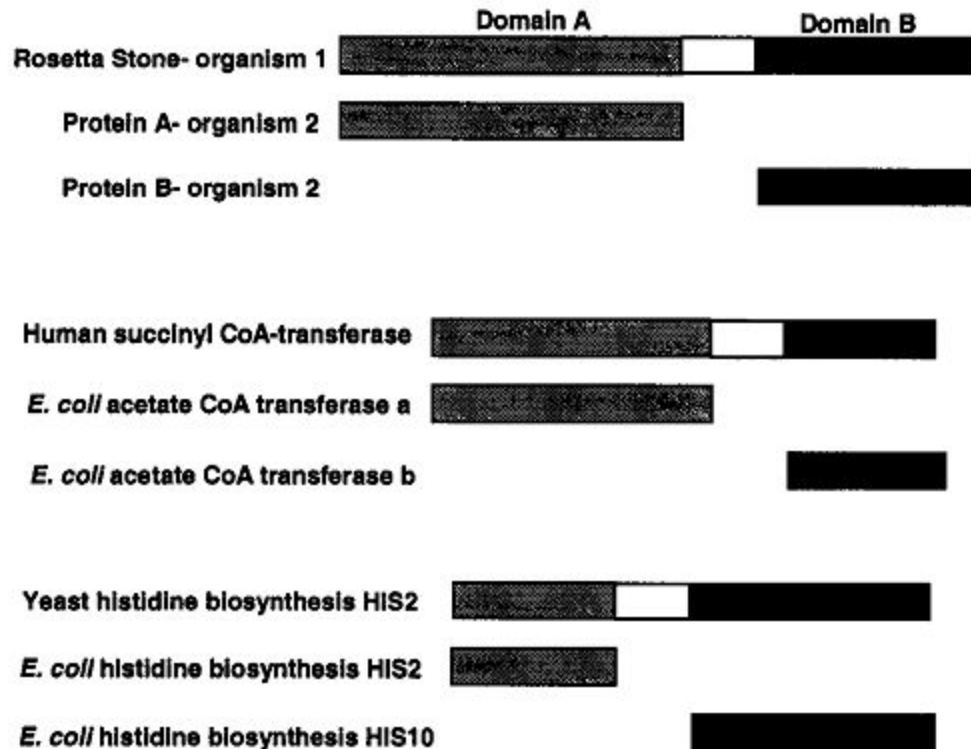 Domain A Domain B
Rosetta Stone- organism 1
Protein A- organism 2
Protein B- organism 2
Human succinyl CoA-transferase
E. coli acetate CoA transferase a
E. coli acetate CoA transferase b
Yeast histidine biosynthesis HIS2
E. coli histidine biosynthesis HIS2
E. coli histidine biosynthesis HIS10